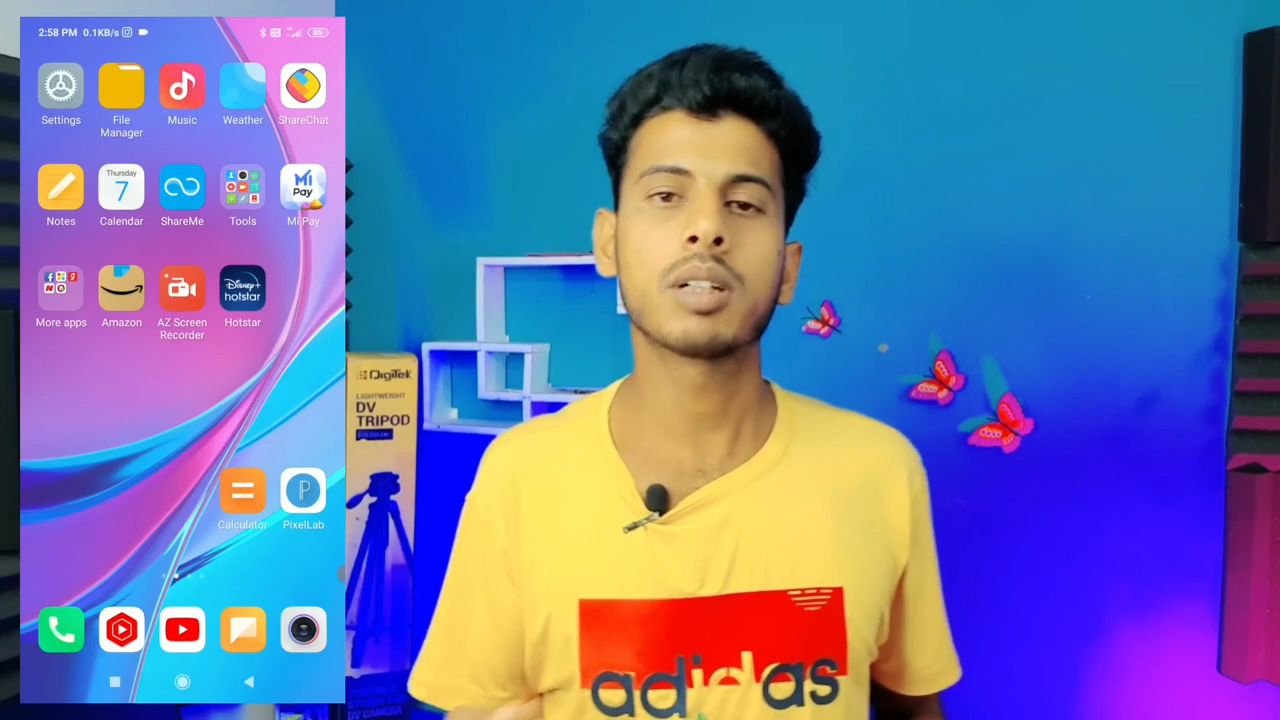 2:58 PM 0.1KB/s
85
Settings
File
Manager
Music
Weather
ShareChat
Thursday
7
Mi
Pay
Notes
Calendar
ShareMe
Tools
Mi Pay
Disney+
hotstar
More apps
Amazon
AZ Screen
Recorder
Hotstar
P
Calculator
PixelLab
DigiTek
LIGHTWEIGHT
DV
TRIPOD
adidas